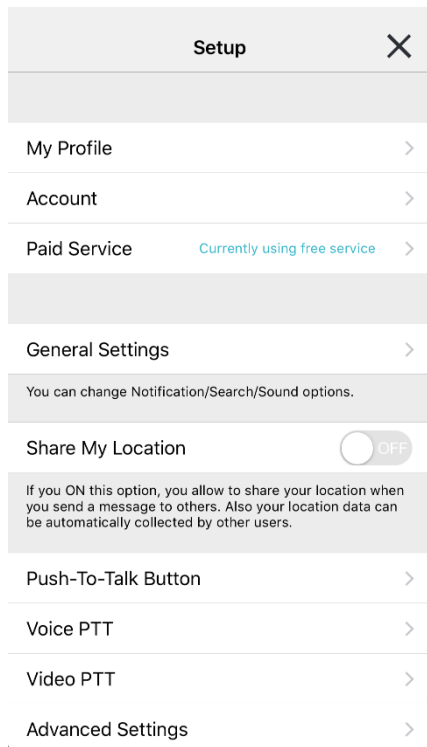 Setup
My Profile
Account
Paid Service Currently using free service
General Settings
You can change Notification/Search/Sound options.
Share My Location OFF
If you ON this option, you allow to share your location when
you send a message to others. Also your location data can
be automatically collected by other users.
Push-To-Talk Button
Voice PTT
Video PTT
Advanced Settings